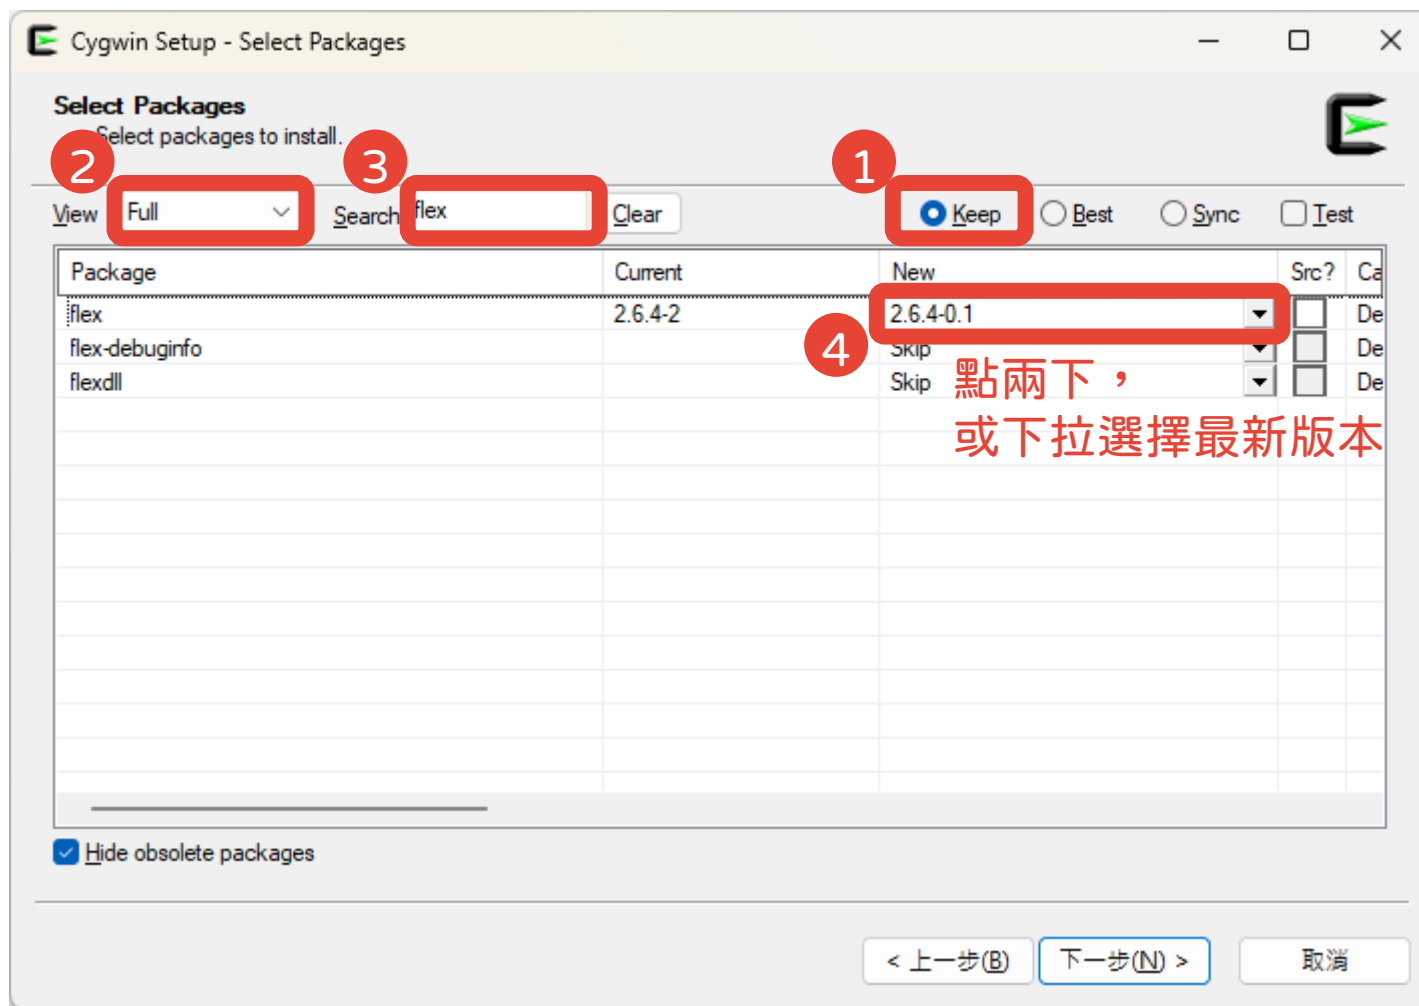 Cygwin Setup - Select Packages
Select Packages
Select packages to install.
2
3
1
View Full Search flex Clear Keep Best Sync Test
Package Current New Src? Ca
flex 2.6.4-2 2.6.4-0.1 De
4
flex-debuginfo Skip De
flexdll Skip De
點兩下，
或下拉選擇最新版本
Hide obsolete packages
< 上一步(B) 下一步(N) > 取消